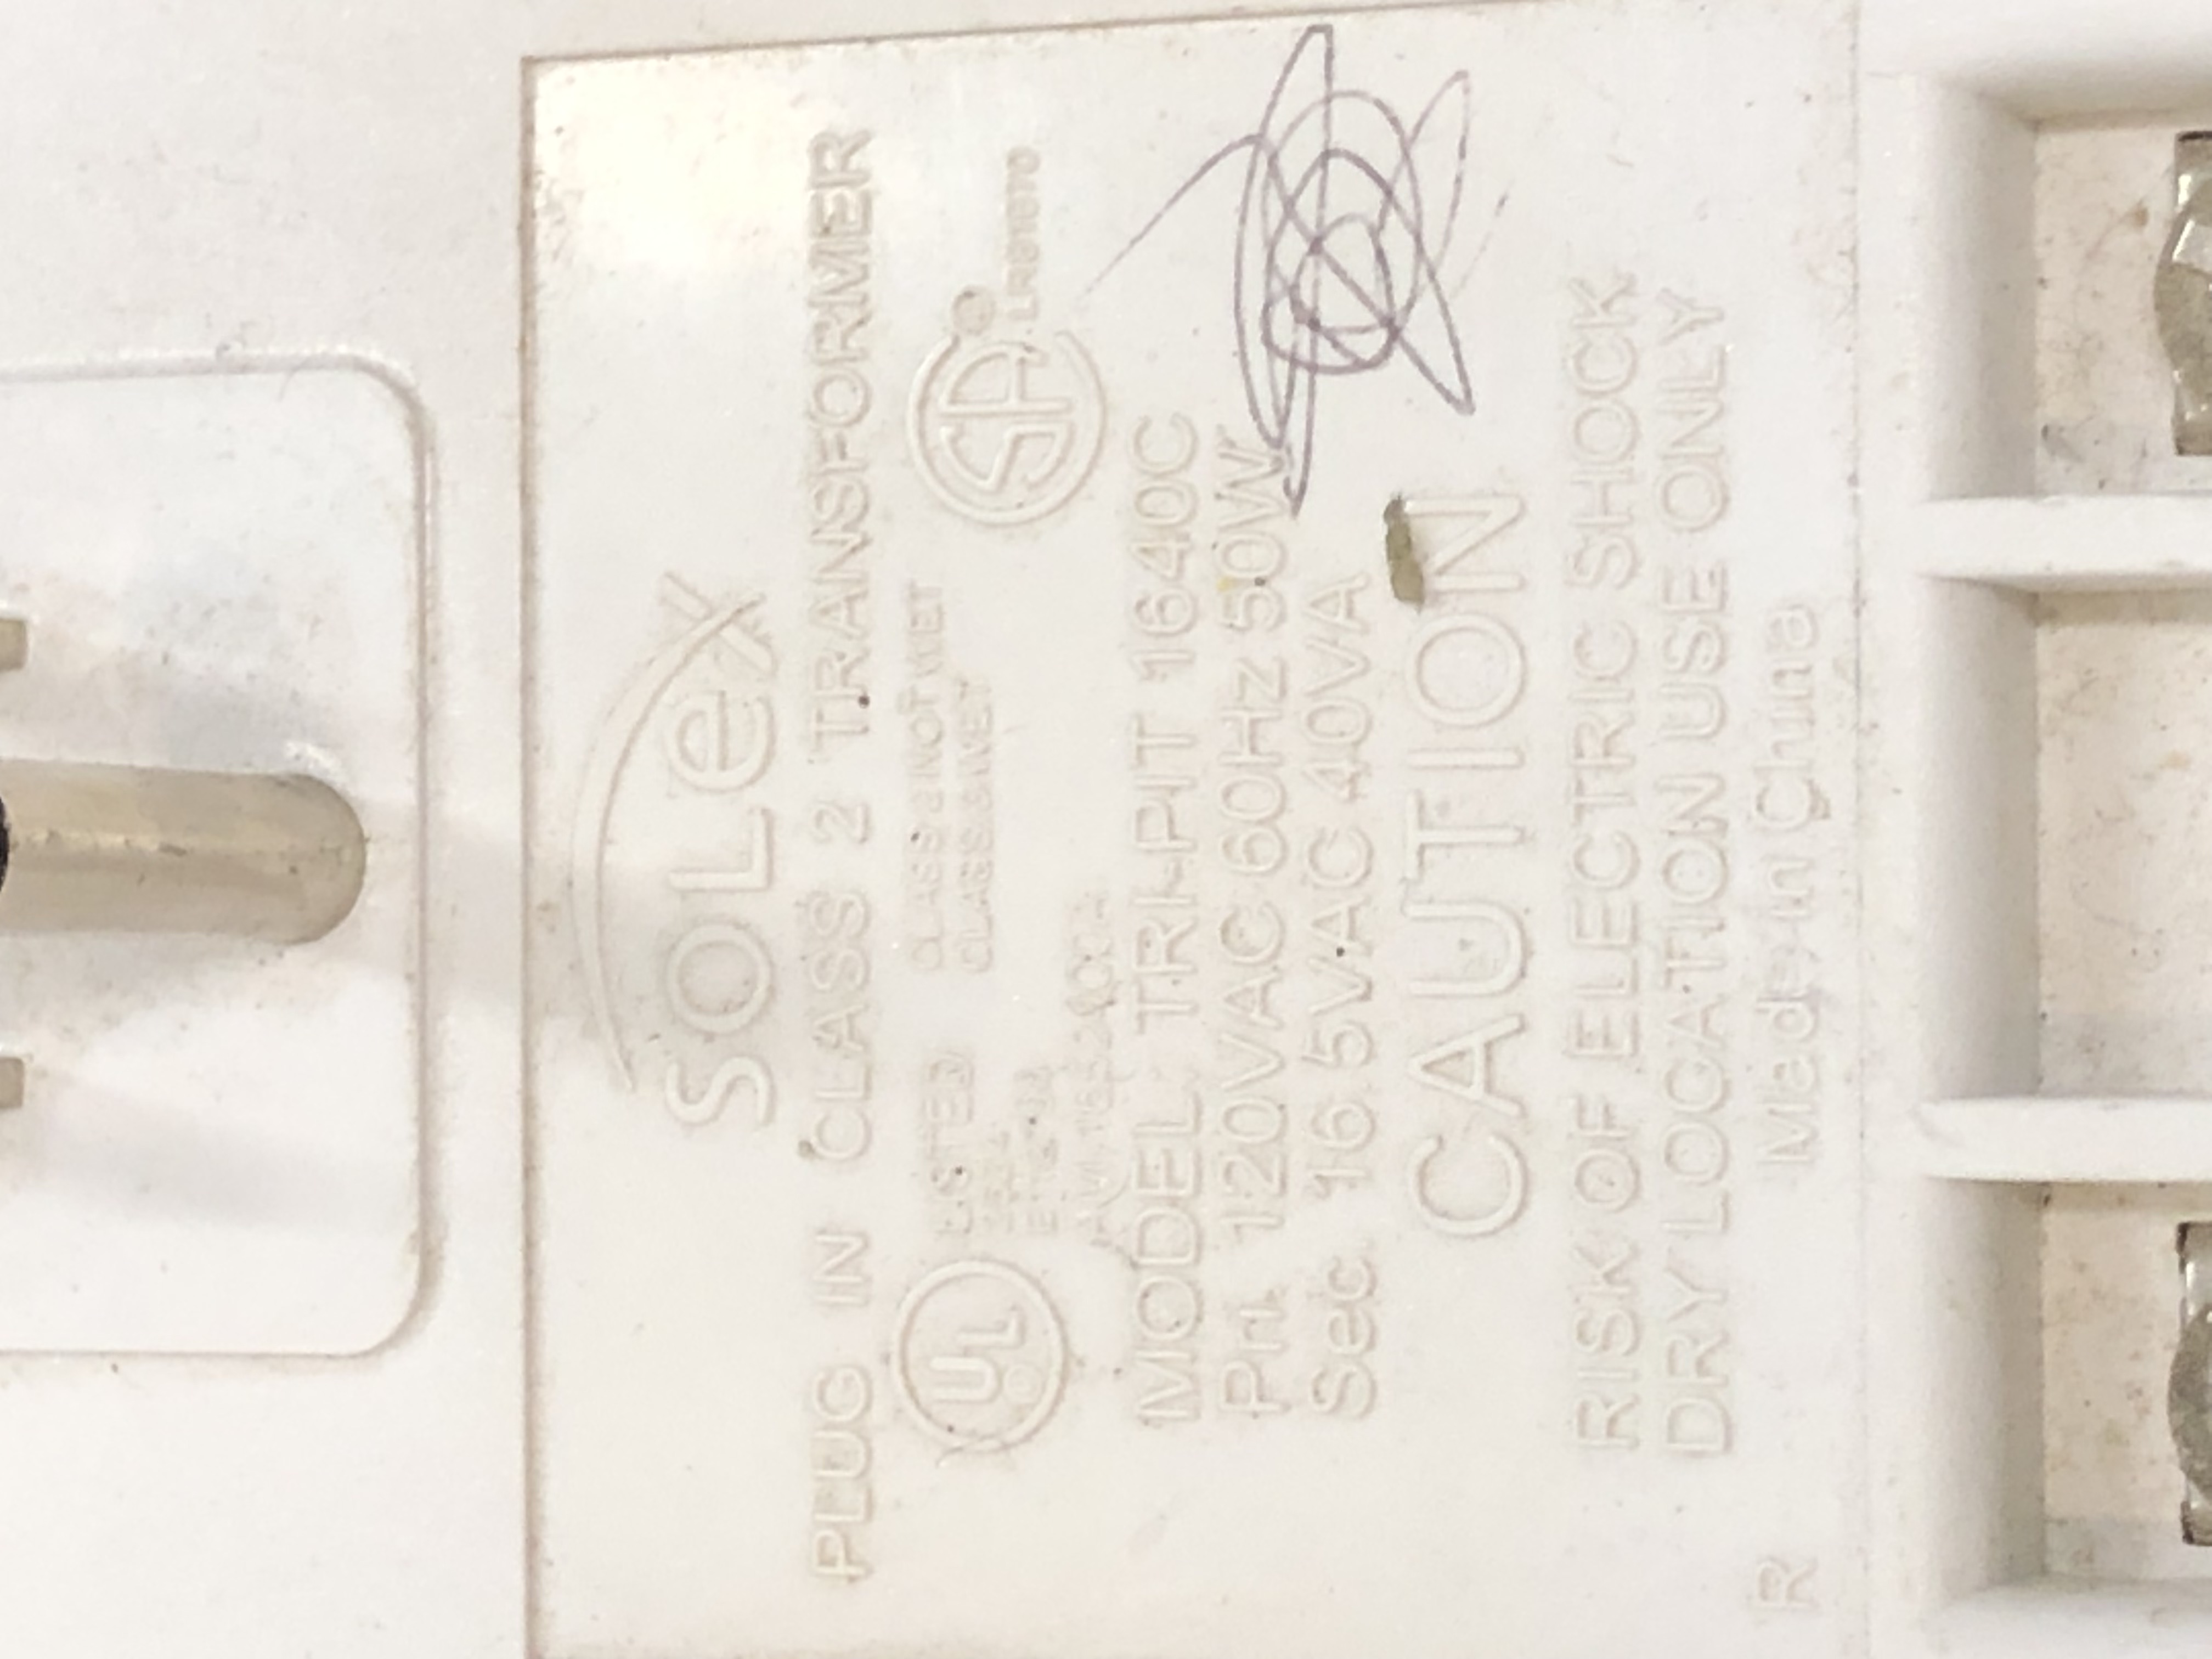 SOLex
PLUG IN CLASS 2 TRANSFORMER
UL LISTED CLASS 2 NOT WET
CLASS 3 WET
SA
MODEL TRI-PIT 1640C
Pri. 120VAC 60Hz 50W
Sec. 16.5VAC 40VA
CAUTION
RISK OF ELECTRIC SHOCK
DRY LOCATION USE ONLY
Made in China
R